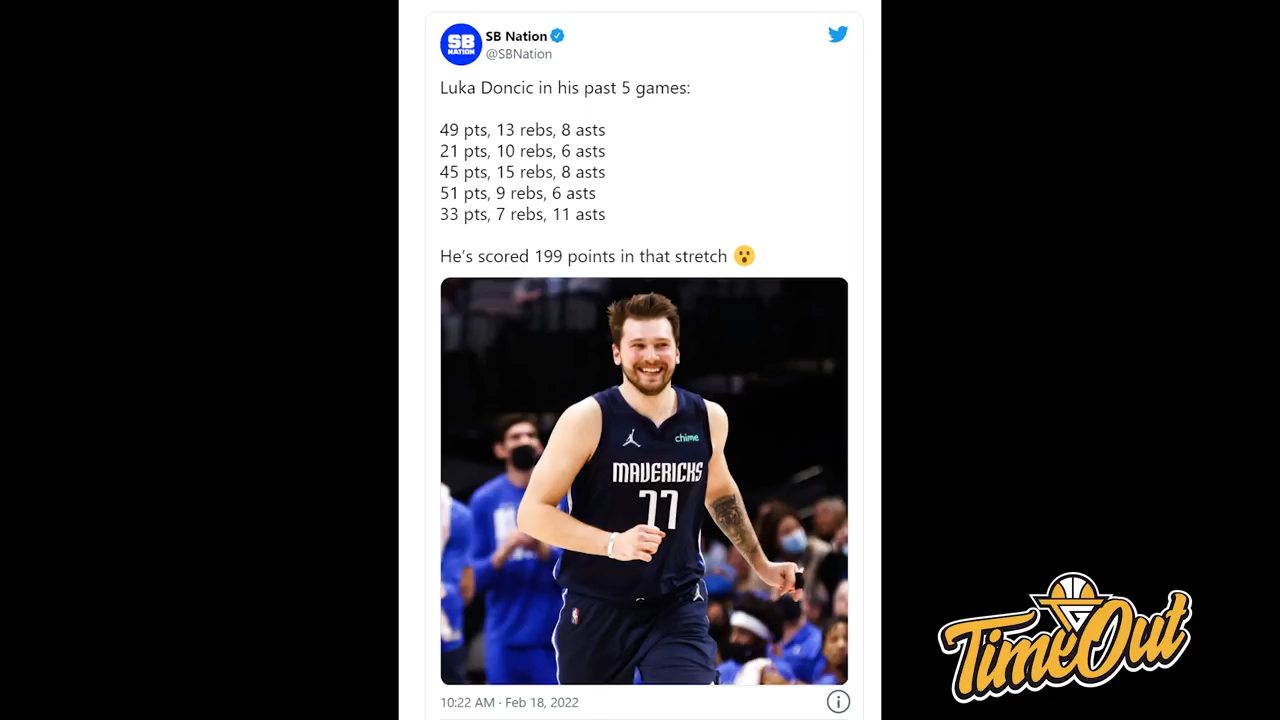 SB Nation
SB
NATION
@SBNation
Luka Doncic in his past 5 games:
49 pts, 13 rebs, 8 asts
21 pts, 10 rebs, 6 asts
45 pts, 15 rebs, 8 asts
51 pts, 9 rebs, 6 asts
33 pts, 7 rebs, 11 asts
He's scored 199 points in that stretch 😮
chime
MAVERICKS
77
10:22 AM · Feb 18, 2022
TimeOut